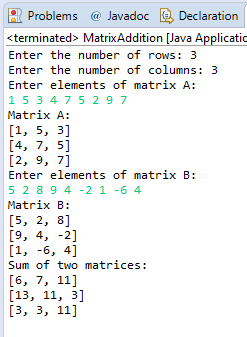 Problems @ Javadoc Declaration
<terminated> MatrixAddition [Java Applicatio
Enter the number of rows: 3
Enter the number of columns: 3
Enter elements of matrix A:
1 5 3 4 7 5 2 9 7
Matrix A:
[1, 5, 3]
[4, 7, 5]
[2, 9, 7]
Enter elements of matrix B:
5 2 8 9 4 -2 1 -6 4
Matrix B:
[5, 2, 8]
[9, 4, -2]
[1, -6, 4]
Sum of two matrices:
[6, 7, 11]
[13, 11, 3]
[3, 3, 11]